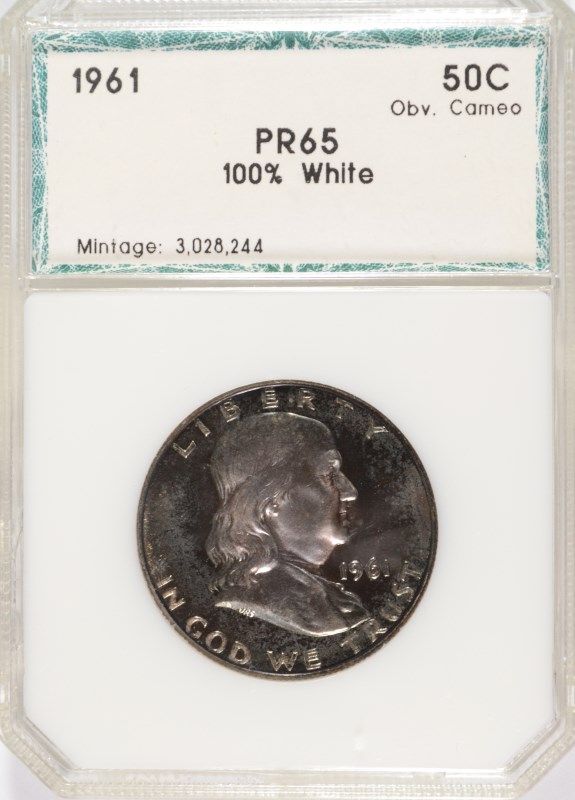 1961
50C
Obv. Cameo
PR65
100% White
Mintage: 3,028,244
LIBERTY
1961
IN GOD WE TRUST